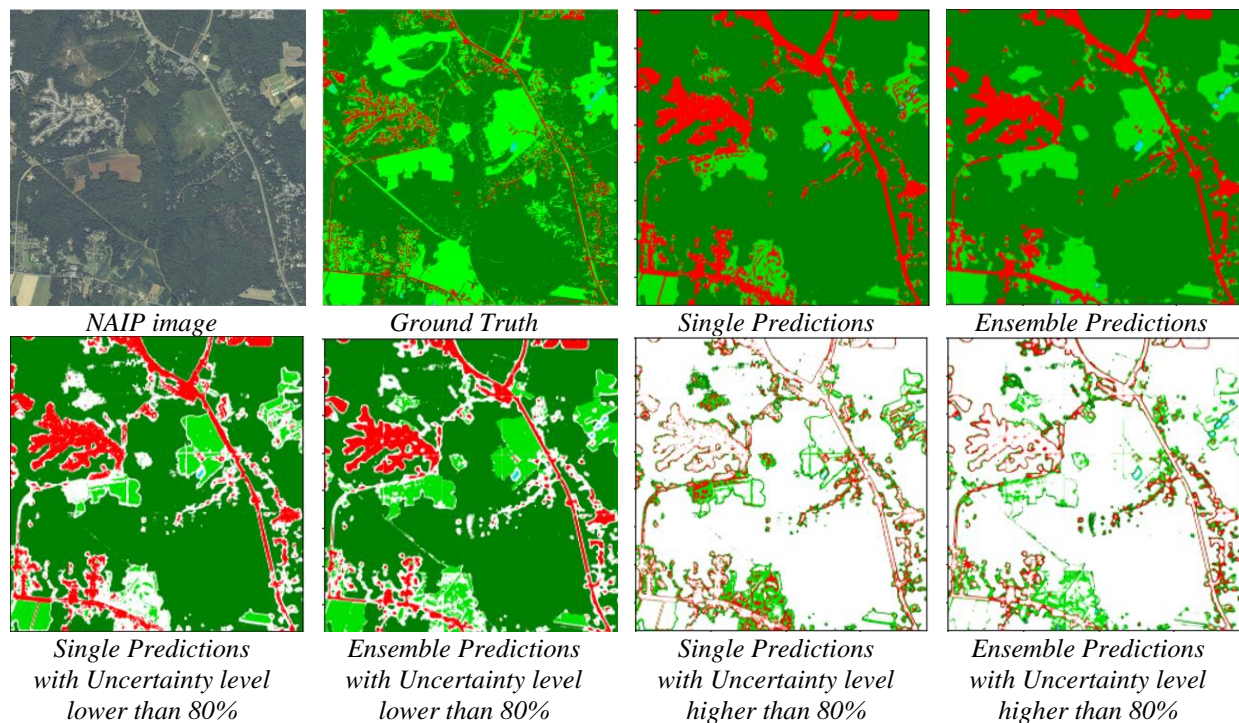 NAIP image
Ground Truth
Single Predictions
Ensemble Predictions
Single Predictions
with Uncertainty level
lower than 80%
Ensemble Predictions
with Uncertainty level
lower than 80%
Single Predictions
with Uncertainty level
higher than 80%
Ensemble Predictions
with Uncertainty level
higher than 80%